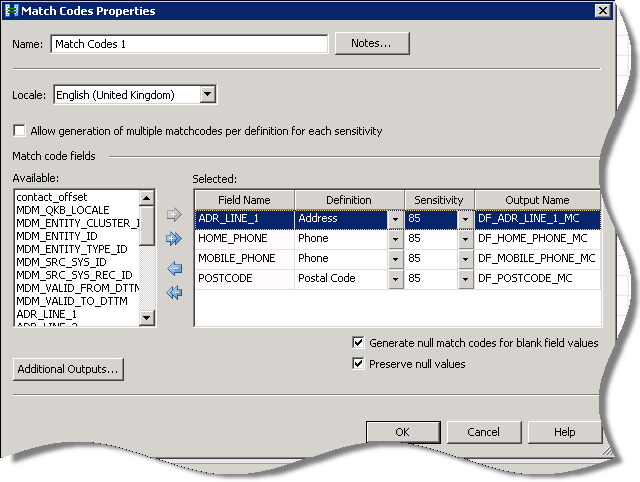 Match Codes Properties
Name: Match Codes 1 Notes...
Locale: English (United Kingdom)
Allow generation of multiple matchcodes per definition for each sensitivity
Match code fields
Available:
contact_offset
MDM_QKB_LOCALE
MDM_ENTITY_CLUSTER_I
MDM_ENTITY_ID
MDM_ENTITY_TYPE_ID
MDM_SRC_SYS_ID
MDM_SRC_SYS_REC_ID
MDM_VALID_FROM_DTTM
MDM_VALID_TO_DTTM
ADR_LINE_1
ADR_LINE_2
Selected:
Field Name Definition Sensitivity Output Name
ADR_LINE_1 Address 85 DF_ADR_LINE_1_MC
HOME_PHONE Phone 85 DF_HOME_PHONE_MC
MOBILE_PHONE Phone 85 DF_MOBILE_PHONE_MC
POSTCODE Postal Code 85 DF_POSTCODE_MC
Generate null match codes for blank field values
Preserve null values
Additional Outputs...
OK Cancel Help